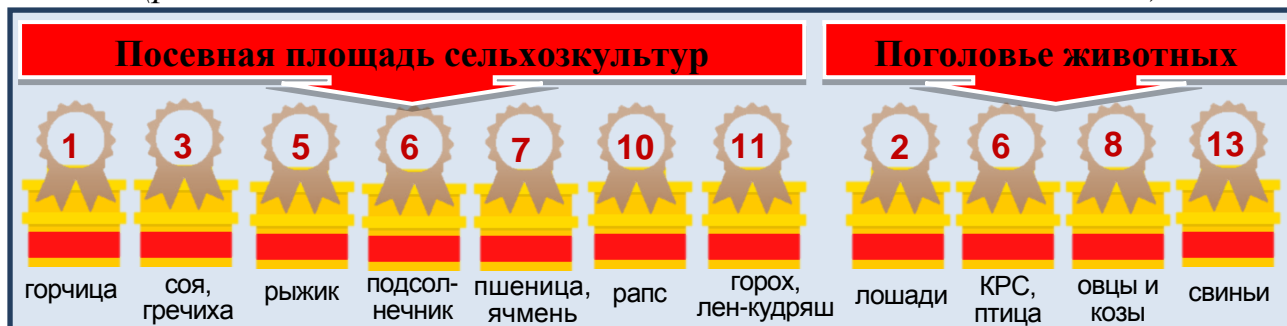 Посевная площадь сельхозкультур
Поголовье животных
1 3 5 6 7 10 11 2 6 8 13
горчица
соя,
гречиха
рыжик
подсол-
нечник
пшеница,
ячмень
рапс
горох,
лен-кудряш
лошади
КРС,
птица
овцы и
козы
свиньи